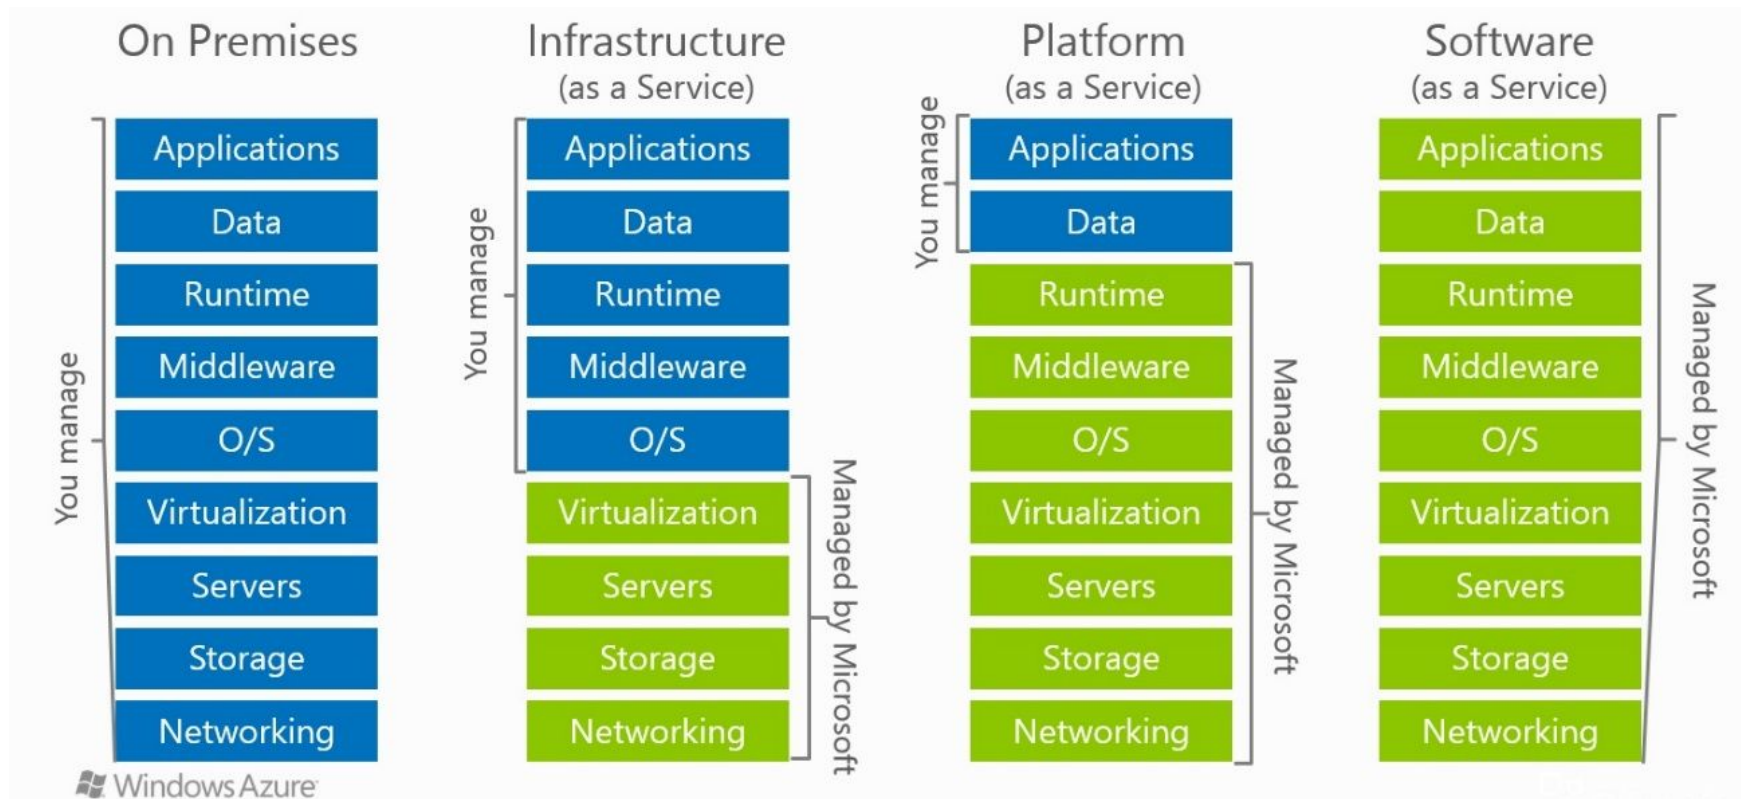 On Premises
Infrastructure
(as a Service)
Platform
(as a Service)
Software
(as a Service)
You manage
Applications
Data
Runtime
Middleware
O/S
Virtualization
Servers
Storage
Networking
You manage
Applications
Data
Runtime
Middleware
O/S
Virtualization
Servers
Storage
Networking
Managed by Microsoft
You manage
Applications
Data
Runtime
Middleware
O/S
Virtualization
Servers
Storage
Networking
Managed by Microsoft
Applications
Data
Runtime
Middleware
O/S
Virtualization
Servers
Storage
Networking
Managed by Microsoft
Windows Azure